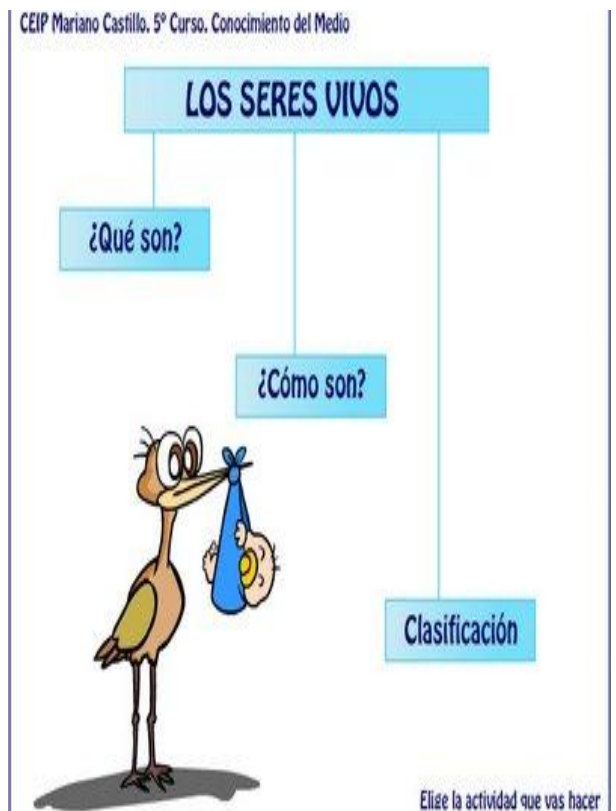 CEIP Mariano Castillo. 5º Curso. Conocimiento del Medio
LOS SERES VIVOS
¿Qué son?
¿Cómo son?
Clasificación
Elige la actividad que vas hacer